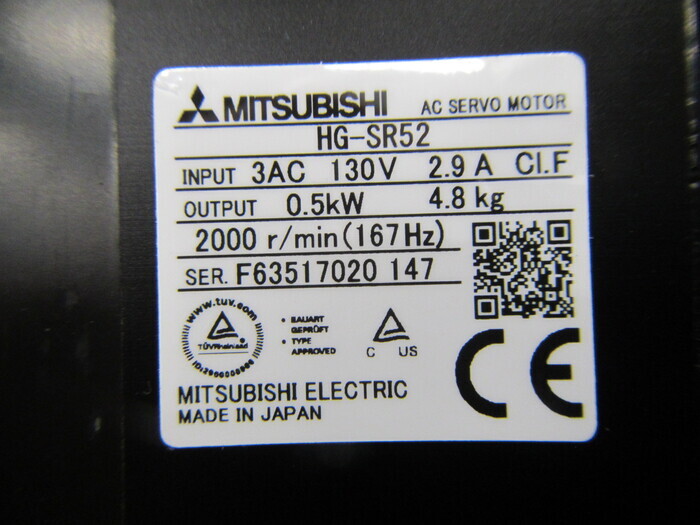 MITSUBISHI AC SERVO MOTOR
HG-SR52
INPUT 3AC 130V 2.9 A Cl.F
OUTPUT 0.5kW 4.8 kg
2000 r/min(167Hz)
SER. F63517020 147
www.tuv.com
TÜVRheinland
• BAUART
GEPRÜFT
• TYPE
APPROVED
C US
CE
MITSUBISHI ELECTRIC
MADE IN JAPAN